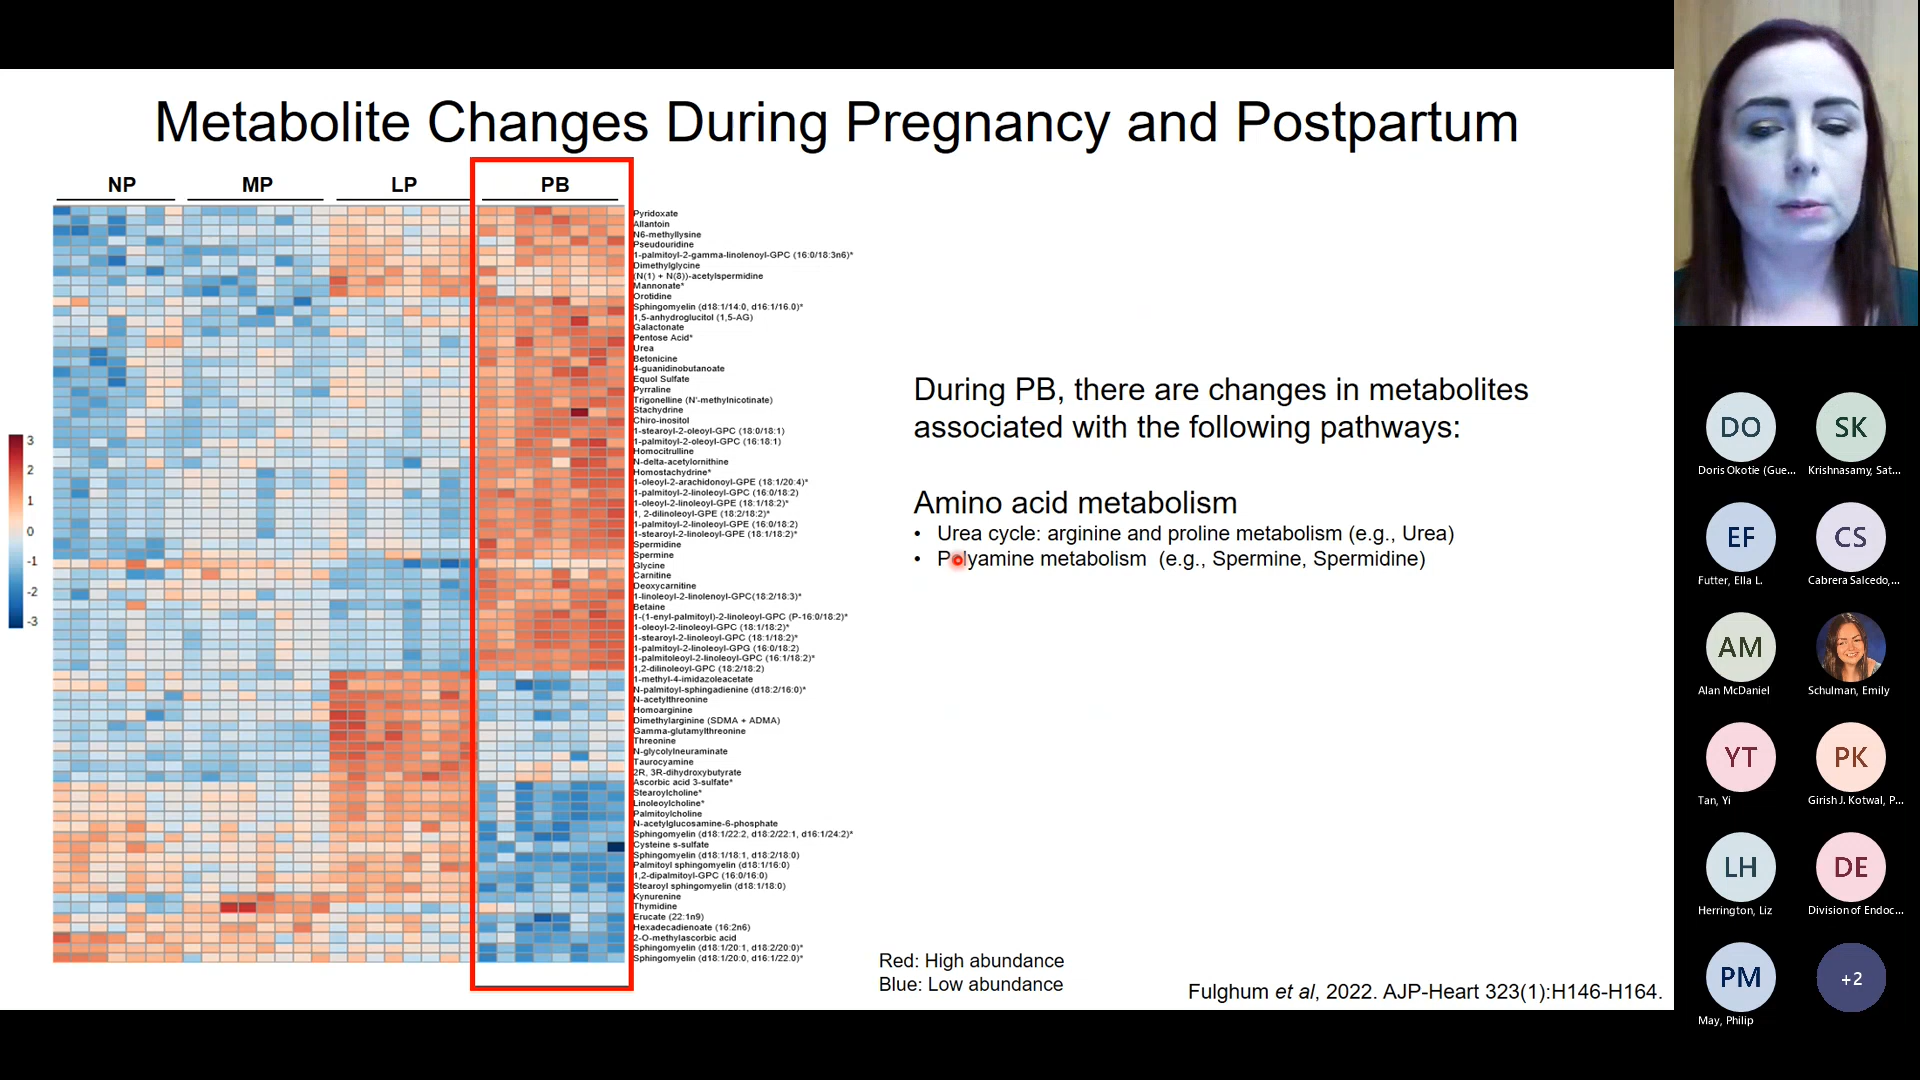 Metabolite Changes During Pregnancy and Postpartum
NP MP LP PB
Pyridoxate
Allantoin
N6-methyllysine
Pseudouridine
1-palmitoyl-2-gamma-linolenoyl-GPC (16:0/18:3n6)*
Dimethylglycine
(N(1) + N(8))-acetylspermidine
Mannonate*
Orotidine
Sphingomyelin (d18:1/14:0, d16:1/16.0)*
1,5-anhydroglucitol (1,5-AG)
Galactonate
Pentose Acid*
Urea
Betonicine
4-guanidinobutanoate
Equol Sulfate
Pyrraline
Trigonelline (N'-methylnicotinate)
Stachydrine
Chiro-inositol
1-stearoyl-2-oleoyl-GPC (18:0/18:1)
1-palmitoyl-2-oleoyl-GPC (16:18:1)
Homocitrulline
N-delta-acetylornithine
Homostachydrine*
1-oleoyl-2-arachidonoyl-GPE (18:1/20:4)*
1-palmitoyl-2-linoleoyl-GPC (16:0/18:2)
1-oleoyl-2-linoleoyl-GPE (18:1/18:2)*
1, 2-dilinoleoyl-GPE (18:2/18:2)*
1-palmitoyl-2-linoleoyl-GPE (16:0/18:2)
1-stearoyl-2-linoleoyl-GPE (18:1/18:2)*
Spermidine
Spermine
Glycine
Carnitine
Deoxycarnitine
1-linoleoyl-2-linolenoyl-GPC(18:2/18:3)*
Betaine
1-(1-enyl-palmitoyl)-2-linoleoyl-GPC (P-16:0/18:2)*
1-oleoyl-2-linoleoyl-GPC (18:1/18:2)*
1-stearoyl-2-linoleoyl-GPC (18:1/18:2)*
1-palmitoyl-2-linoleoyl-GPG (16:0/18:2)
1-palmitoleoyl-2-linoleoyl-GPC (16:1/18:2)*
1,2-dilinoleoyl-GPC (18:2/18:2)
1-methyl-4-imidazoleacetate
N-palmitoyl-sphingadienine (d18:2/16:0)*
N-acetylthreonine
Homoarginine
Dimethylarginine (SDMA + ADMA)
Gamma-glutamylthreonine
Threonine
N-glycolylneuraminate
Taurocyamine
2R, 3R-dihydroxybutyrate
Ascorbic acid 3-sulfate*
Stearoylcholine*
Linoleoylcholine*
Palmitoylcholine
N-acetylglucosamine-6-phosphate
Sphingomyelin (d18:1/22:2, d18:2/22:1, d16:1/24:2)*
Cysteine s-sulfate
Sphingomyelin (d18:1/18:1, d18:2/18:0)
Palmitoyl sphingomyelin (d18:1/16:0)
1,2-dipalmitoyl-GPC (16:0/16:0)
Stearoyl sphingomyelin (d18:1/18:0)
Kynurenine
Thymidine
Erucate (22:1n9)
Hexadecadienoate (16:2n6)
2-O-methylascorbic acid
Sphingomyelin (d18:1/20:1, d18:2/20:0)*
Sphingomyelin (d18:1/20:0, d16:1/22.0)*
3
2
1
0
-1
-2
-3
During PB, there are changes in metabolites
associated with the following pathways:
Amino acid metabolism
• Urea cycle: arginine and proline metabolism (e.g., Urea)
• Polyamine metabolism (e.g., Spermine, Spermidine)
Red: High abundance
Blue: Low abundance
Fulghum et al, 2022. AJP-Heart 323(1):H146-H164.
DO SK
Doris Okotie (Gue... Krishnasamy, Sat...
EF CS
Futter, Ella L. Cabrera Salcedo,...
AM
Alan McDaniel Schulman, Emily
YT PK
Tan, Yi Girish J. Kotwal, P...
LH DE
Herrington, Liz Division of Endoc...
PM +2
May, Philip